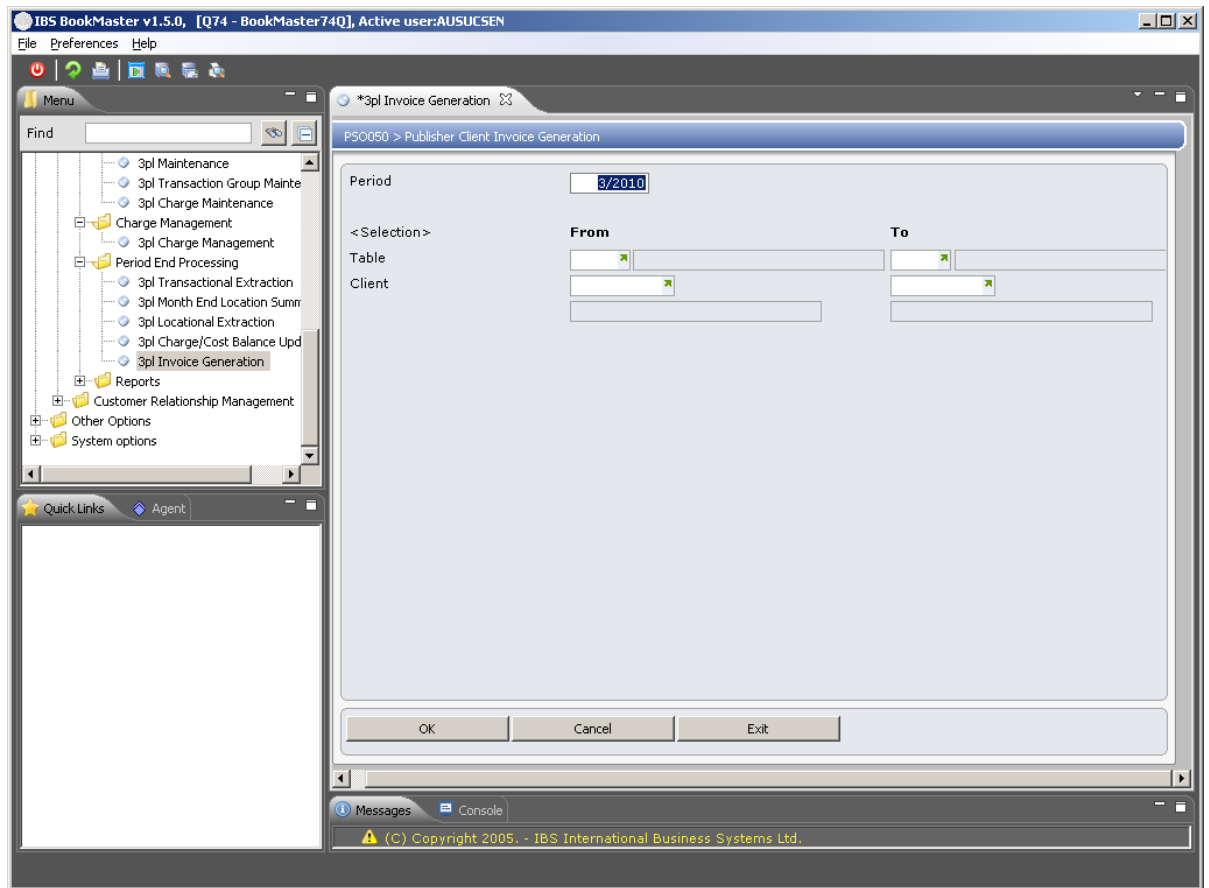 IBS BookMaster v1.5.0, [Q74 - BookMaster74Q], Active user:AUSUCSEN
File Preferences Help
Menu
Find
3pl Maintenance
3pl Transaction Group Mainte
3pl Charge Maintenance
Charge Management
3pl Charge Management
Period End Processing
3pl Transactional Extraction
3pl Month End Location Summ
3pl Locational Extraction
3pl Charge/Cost Balance Upd
3pl Invoice Generation
Reports
Customer Relationship Management
Other Options
System options
Quick Links Agent
*3pl Invoice Generation
PSO050 > Publisher Client Invoice Generation
Period 3/2010
<Selection> From To
Table
Client
OK Cancel Exit
Messages Console
(C) Copyright 2005. - IBS International Business Systems Ltd.